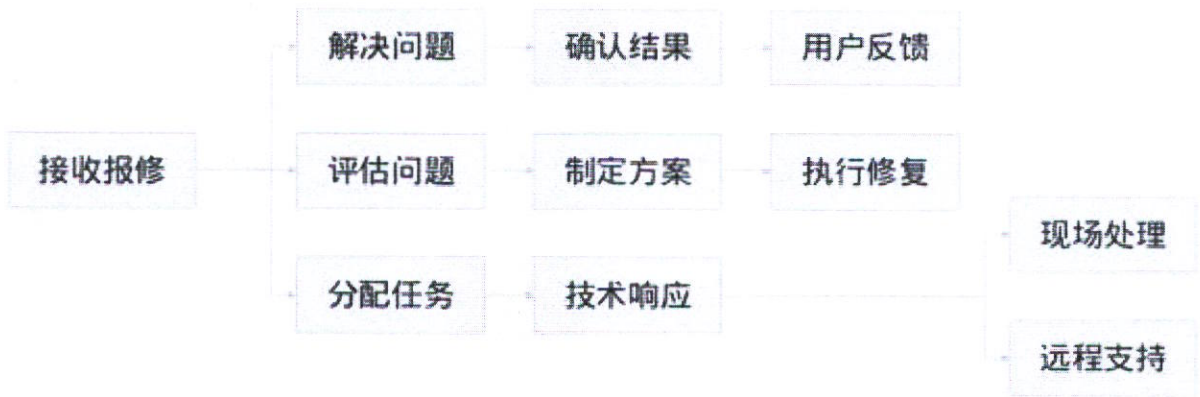 解决问题
确认结果
用户反馈
接收报修
评估问题
制定方案
执行修复
现场处理
分配任务
技术响应
远程支持